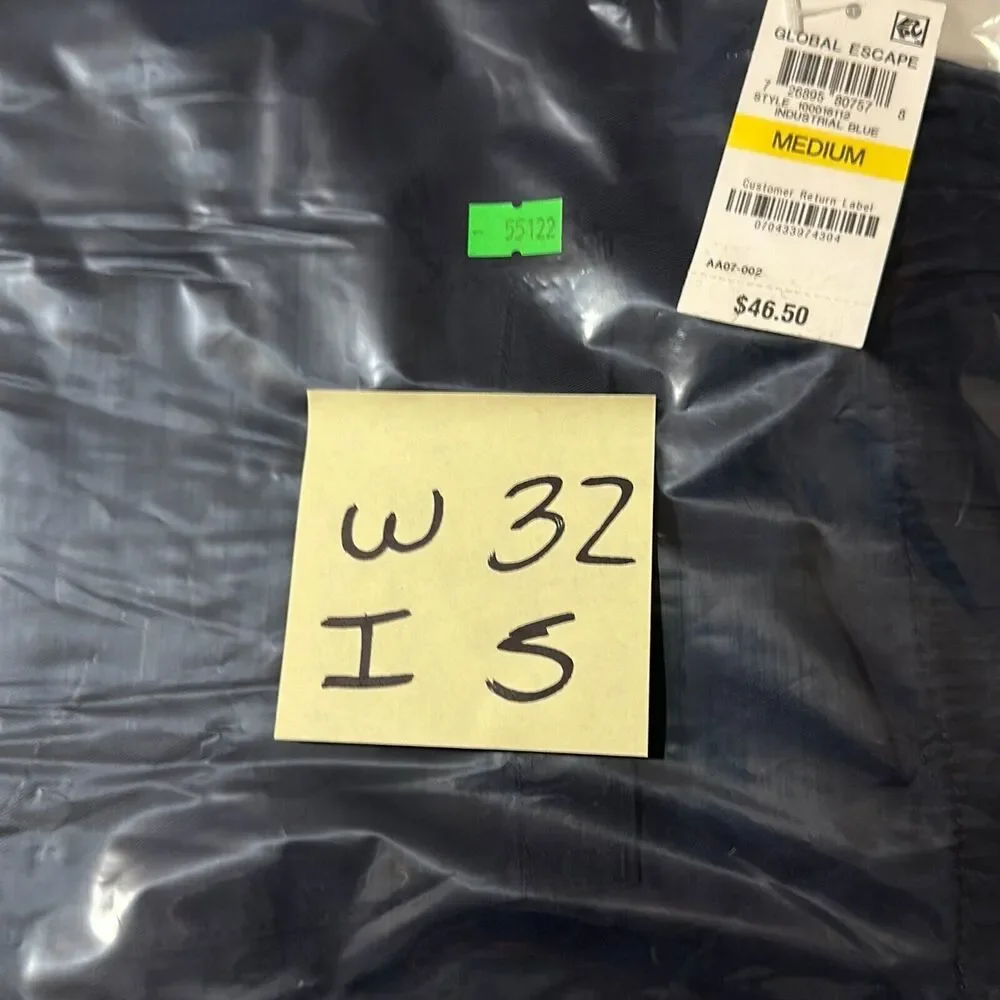 GLOBAL ESCAPE
7 26895 80757 8
STYLE 100016112
INDUSTRIAL BLUE
MEDIUM
Customer Return Label
070433974304
AA07-002
$46.50
- 55122
W 32
I 5